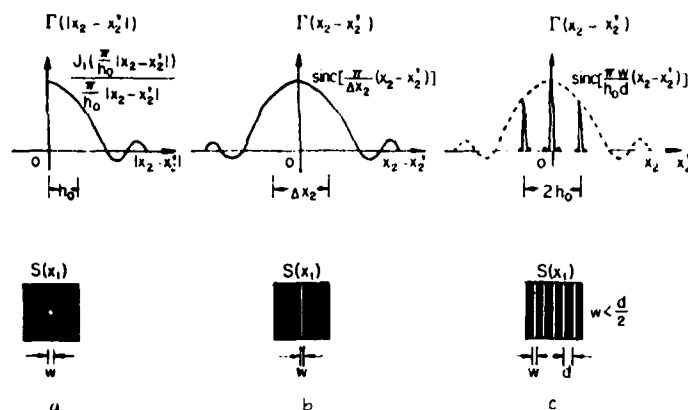 Γ(|x₂ - x₂'|)
Γ(x₂ - x₂')
Γ(x₂ - x₂')
J₁(π/h₀ |x₂-x₂'|) / π/h₀ |x₂-x₂'|
sinc[π/Δx₂ (x₂-x₂')]
sinc[πw/h₀d (x₂-x₂')]
0
|x₂-x₂'|
0
x₂-x₂'
0
x₂
x₂'
h₀
Δx₂
2h₀
S(x₁)
S(x₁)
S(x₁)
w < d/2
w
w
w
d
a
b
c